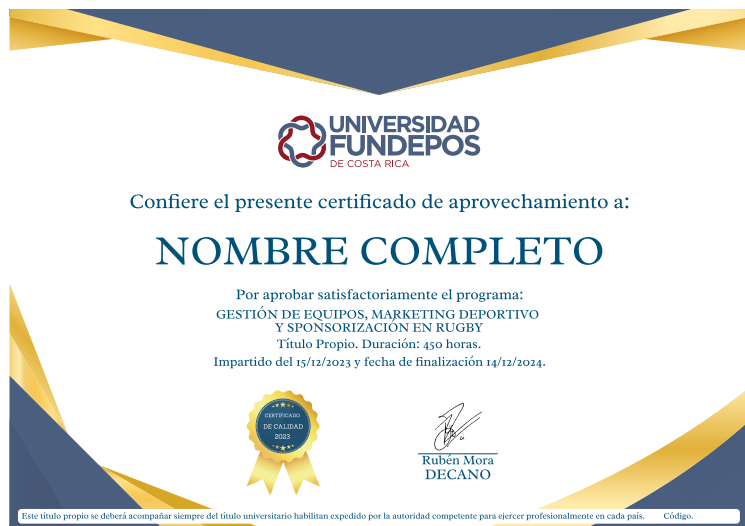 UNIVERSIDAD
FUNDEPOS
DE COSTA RICA
Confiere el presente certificado de aprovechamiento a:
NOMBRE COMPLETO
Por aprobar satisfactoriamente el programa:
GESTIÓN DE EQUIPOS, MARKETING DEPORTIVO
Y SPONSORIZACIÓN EN RUGBY
Título Propio. Duración: 450 horas.
Impartido del 15/12/2023 y fecha de finalización 14/12/2024.
CERTIFICADO
DE CALIDAD
2023
Rubén Mora
DECANO
Este título propio se deberá acompañar siempre del título universitario habilitan expedido por la autoridad competente para ejercer profesionalmente en cada país. Código.